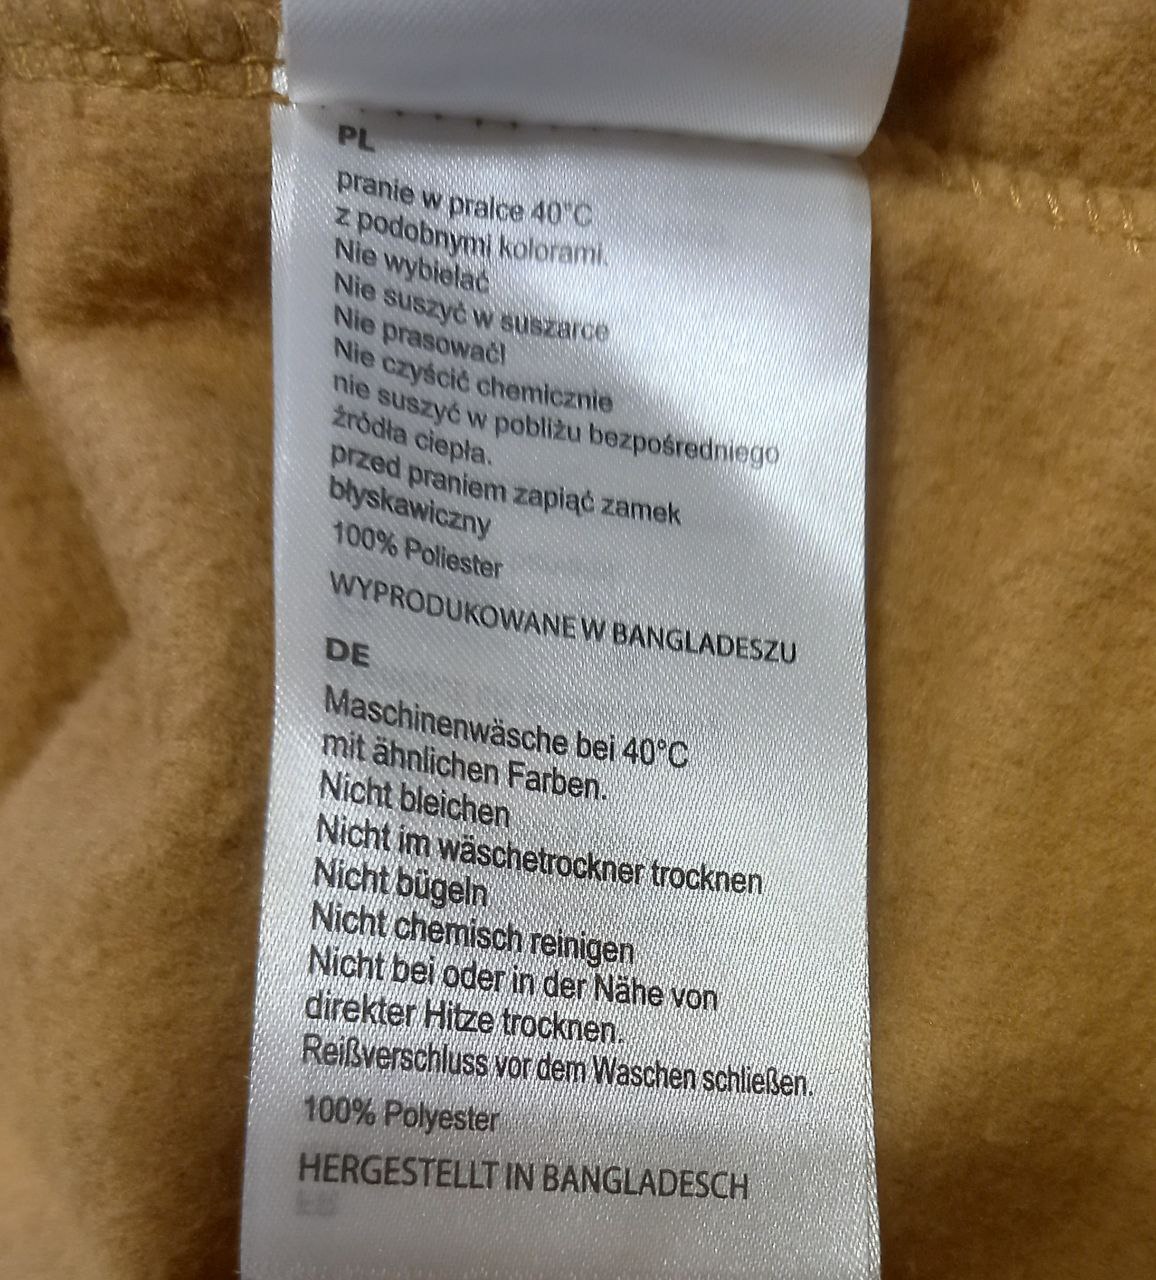 PL
pranie w pralce 40°C
z podobnymi kolorami.
Nie wybielać
Nie suszyć w suszarce
Nie prasować!
Nie czyścić chemicznie
nie suszyć w pobliżu bezpośredniego
źródła ciepła.
przed praniem zapiąć zamek
błyskawiczny
100% Poliester
WYPRODUKOWANE W BANGLADESZU
DE
Maschinenwäsche bei 40°C
mit ähnlichen Farben.
Nicht bleichen
Nicht im wäschetrockner trocknen
Nicht bügeln
Nicht chemisch reinigen
Nicht bei oder in der Nähe von
direkter Hitze trocknen.
Reißverschluss vor dem Waschen schließen.
100% Polyester
HERGESTELLT IN BANGLADESCH